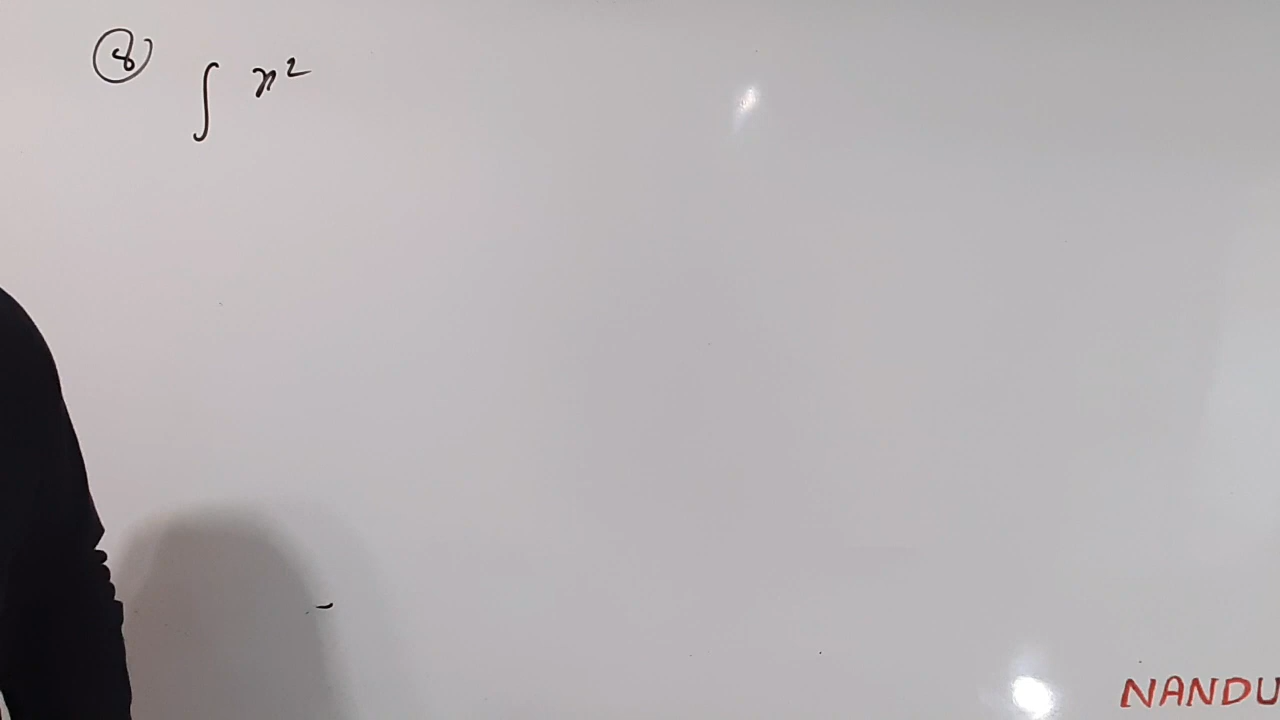 ⑧ ∫ x²
NANDU